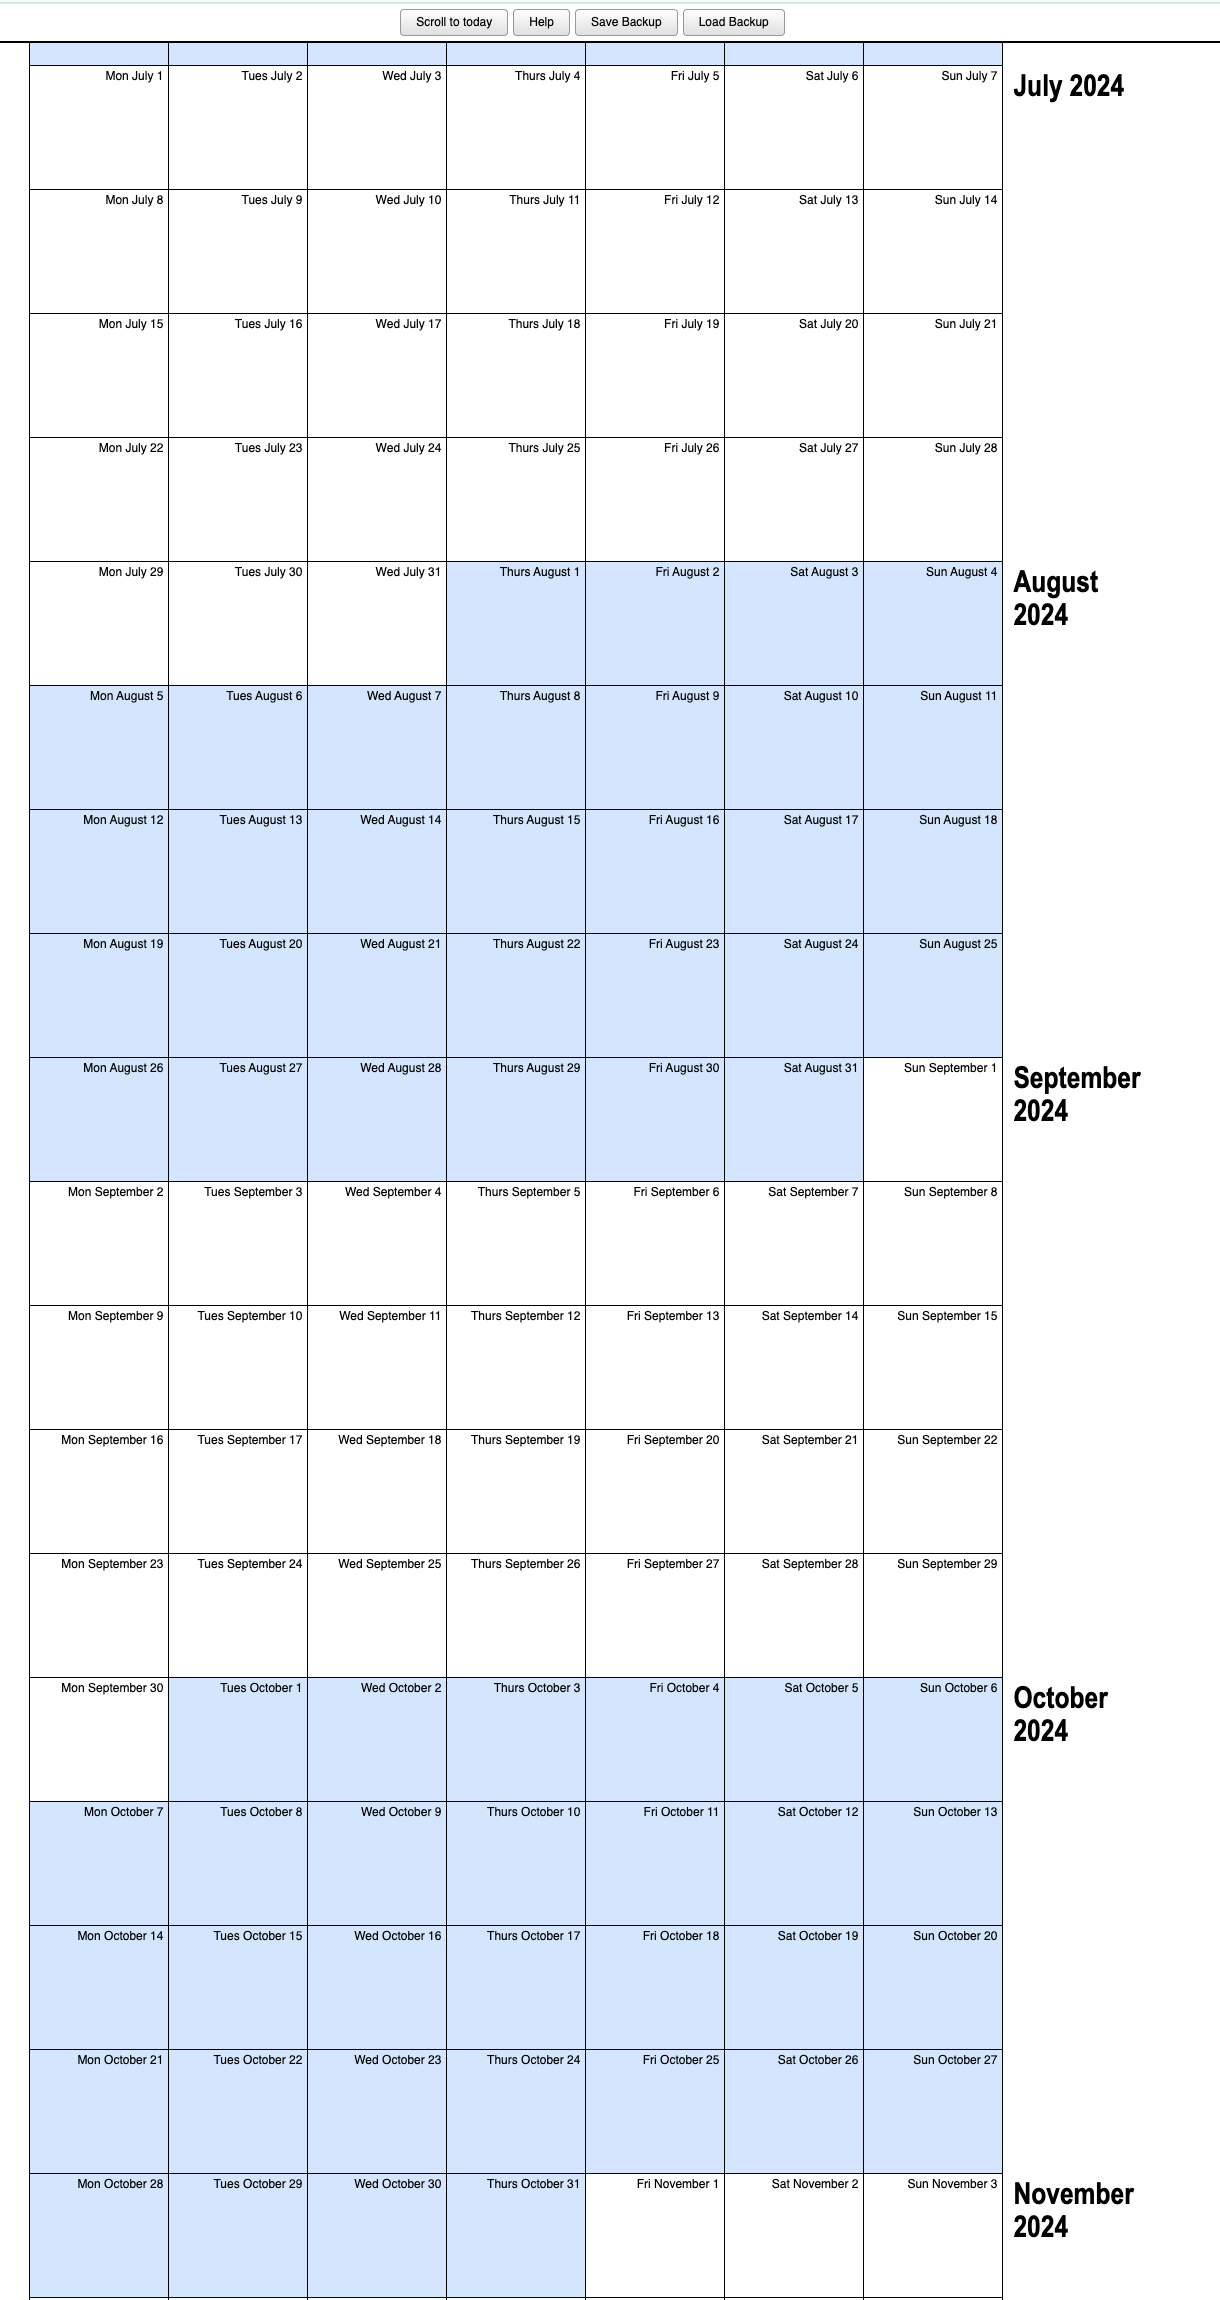 Scroll to today Help Save Backup Load Backup
Mon July 1 Tues July 2 Wed July 3 Thurs July 4 Fri July 5 Sat July 6 Sun July 7 July 2024
Mon July 8 Tues July 9 Wed July 10 Thurs July 11 Fri July 12 Sat July 13 Sun July 14
Mon July 15 Tues July 16 Wed July 17 Thurs July 18 Fri July 19 Sat July 20 Sun July 21
Mon July 22 Tues July 23 Wed July 24 Thurs July 25 Fri July 26 Sat July 27 Sun July 28
Mon July 29 Tues July 30 Wed July 31 Thurs August 1 Fri August 2 Sat August 3 Sun August 4 August
2024
Mon August 5 Tues August 6 Wed August 7 Thurs August 8 Fri August 9 Sat August 10 Sun August 11
Mon August 12 Tues August 13 Wed August 14 Thurs August 15 Fri August 16 Sat August 17 Sun August 18
Mon August 19 Tues August 20 Wed August 21 Thurs August 22 Fri August 23 Sat August 24 Sun August 25
Mon August 26 Tues August 27 Wed August 28 Thurs August 29 Fri August 30 Sat August 31 Sun September 1 September
2024
Mon September 2 Tues September 3 Wed September 4 Thurs September 5 Fri September 6 Sat September 7 Sun September 8
Mon September 9 Tues September 10 Wed September 11 Thurs September 12 Fri September 13 Sat September 14 Sun September 15
Mon September 16 Tues September 17 Wed September 18 Thurs September 19 Fri September 20 Sat September 21 Sun September 22
Mon September 23 Tues September 24 Wed September 25 Thurs September 26 Fri September 27 Sat September 28 Sun September 29
Mon September 30 Tues October 1 Wed October 2 Thurs October 3 Fri October 4 Sat October 5 Sun October 6 October
2024
Mon October 7 Tues October 8 Wed October 9 Thurs October 10 Fri October 11 Sat October 12 Sun October 13
Mon October 14 Tues October 15 Wed October 16 Thurs October 17 Fri October 18 Sat October 19 Sun October 20
Mon October 21 Tues October 22 Wed October 23 Thurs October 24 Fri October 25 Sat October 26 Sun October 27
Mon October 28 Tues October 29 Wed October 30 Thurs October 31 Fri November 1 Sat November 2 Sun November 3 November
2024